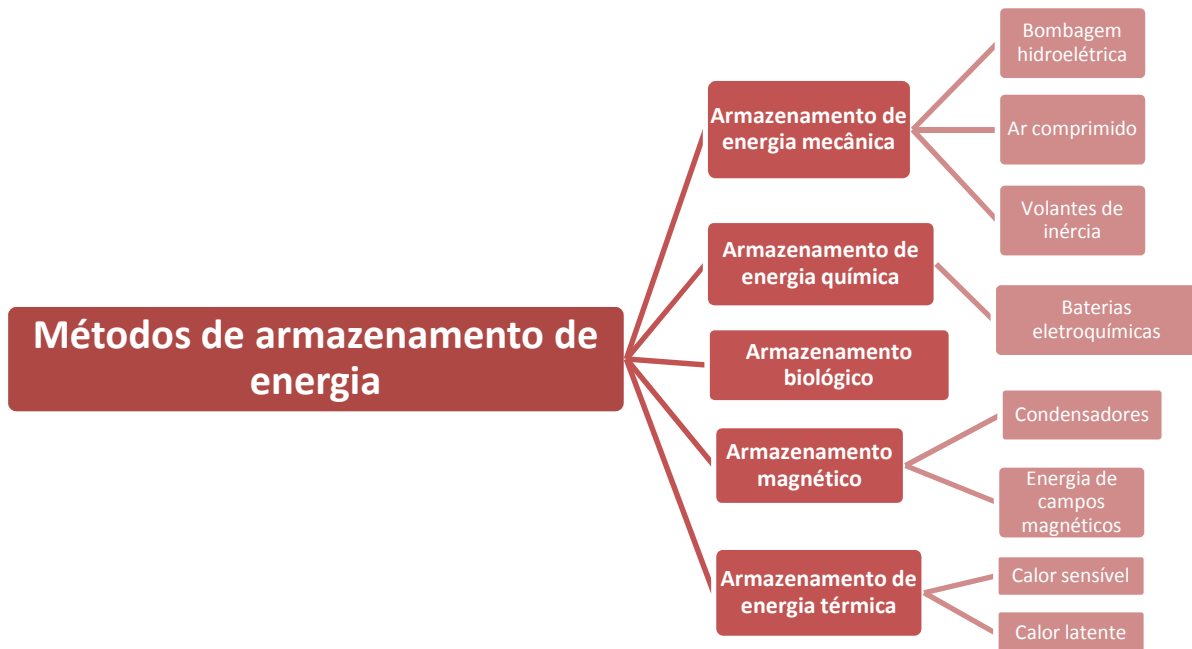 Métodos de armazenamento de
energia
Armazenamento de
energia mecânica
Bombagem
hidroelétrica
Ar comprimido
Volantes de
inércia
Armazenamento de
energia química
Baterias
eletroquímicas
Armazenamento
biológico
Armazenamento
magnético
Condensadores
Energia de
campos
magnéticos
Armazenamento de
energia térmica
Calor sensível
Calor latente